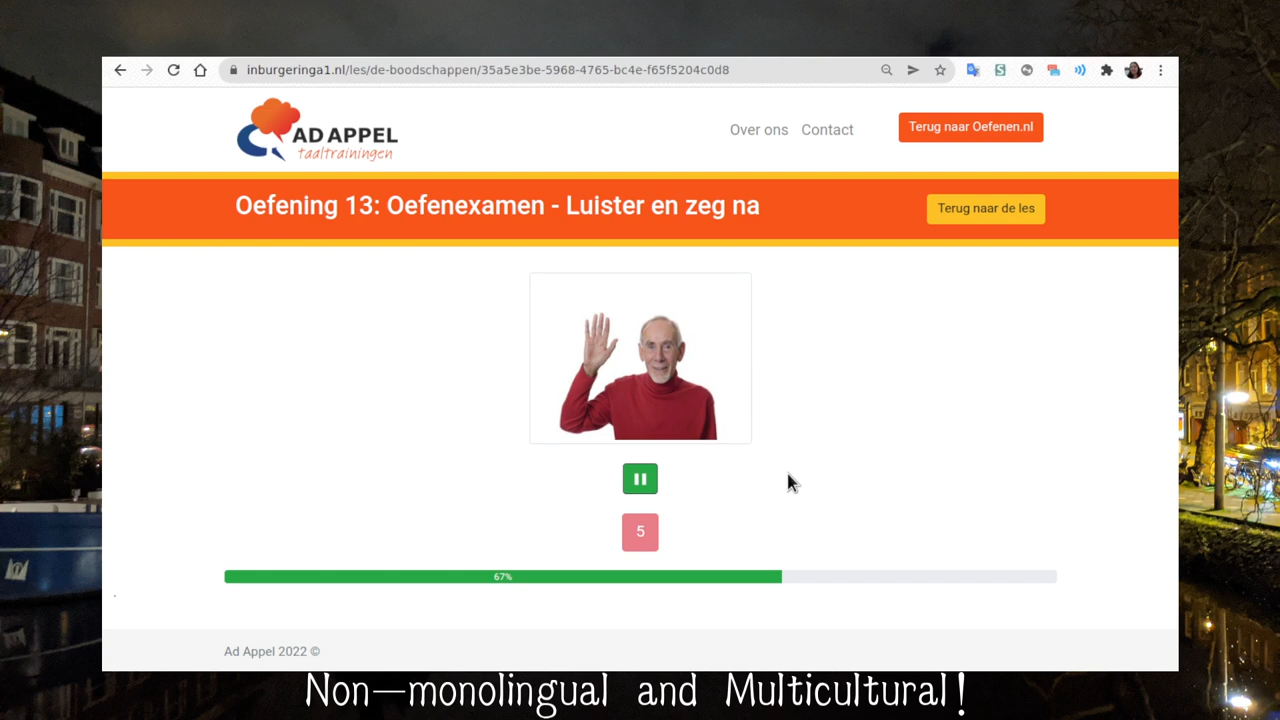 inburgeringa1.nl/les/de-boodschappen/35a5e3be-5968-4765-bc4e-f65f5204c0d8
AD APPEL
taaltrainingen
Over ons
Contact
Terug naar Oefenen.nl
Oefening 13: Oefenexamen - Luister en zeg na
Terug naar de les
5
67%
Ad Appel 2022 ©
Non—monolingual and Multicultural!